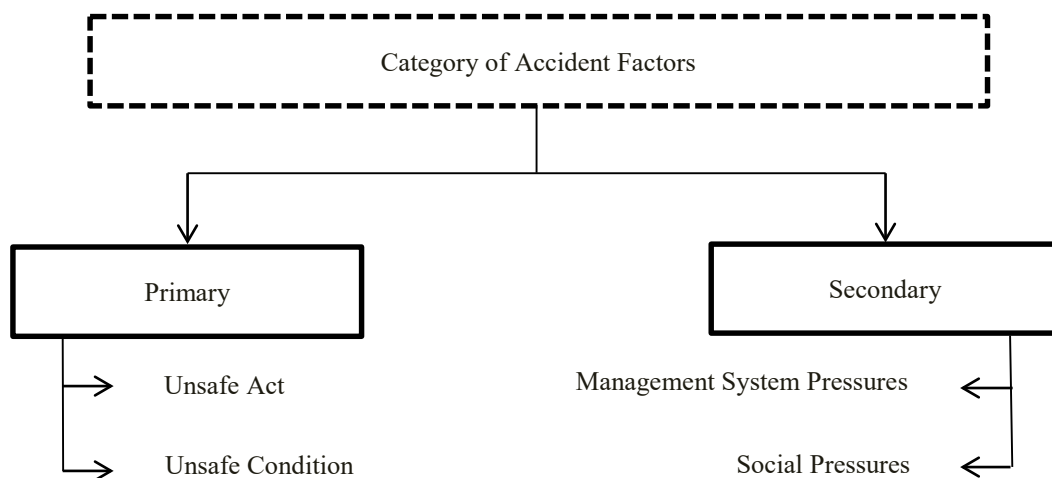 Category of Accident Factors
Primary
Secondary
Unsafe Act
Management System Pressures
Unsafe Condition
Social Pressures